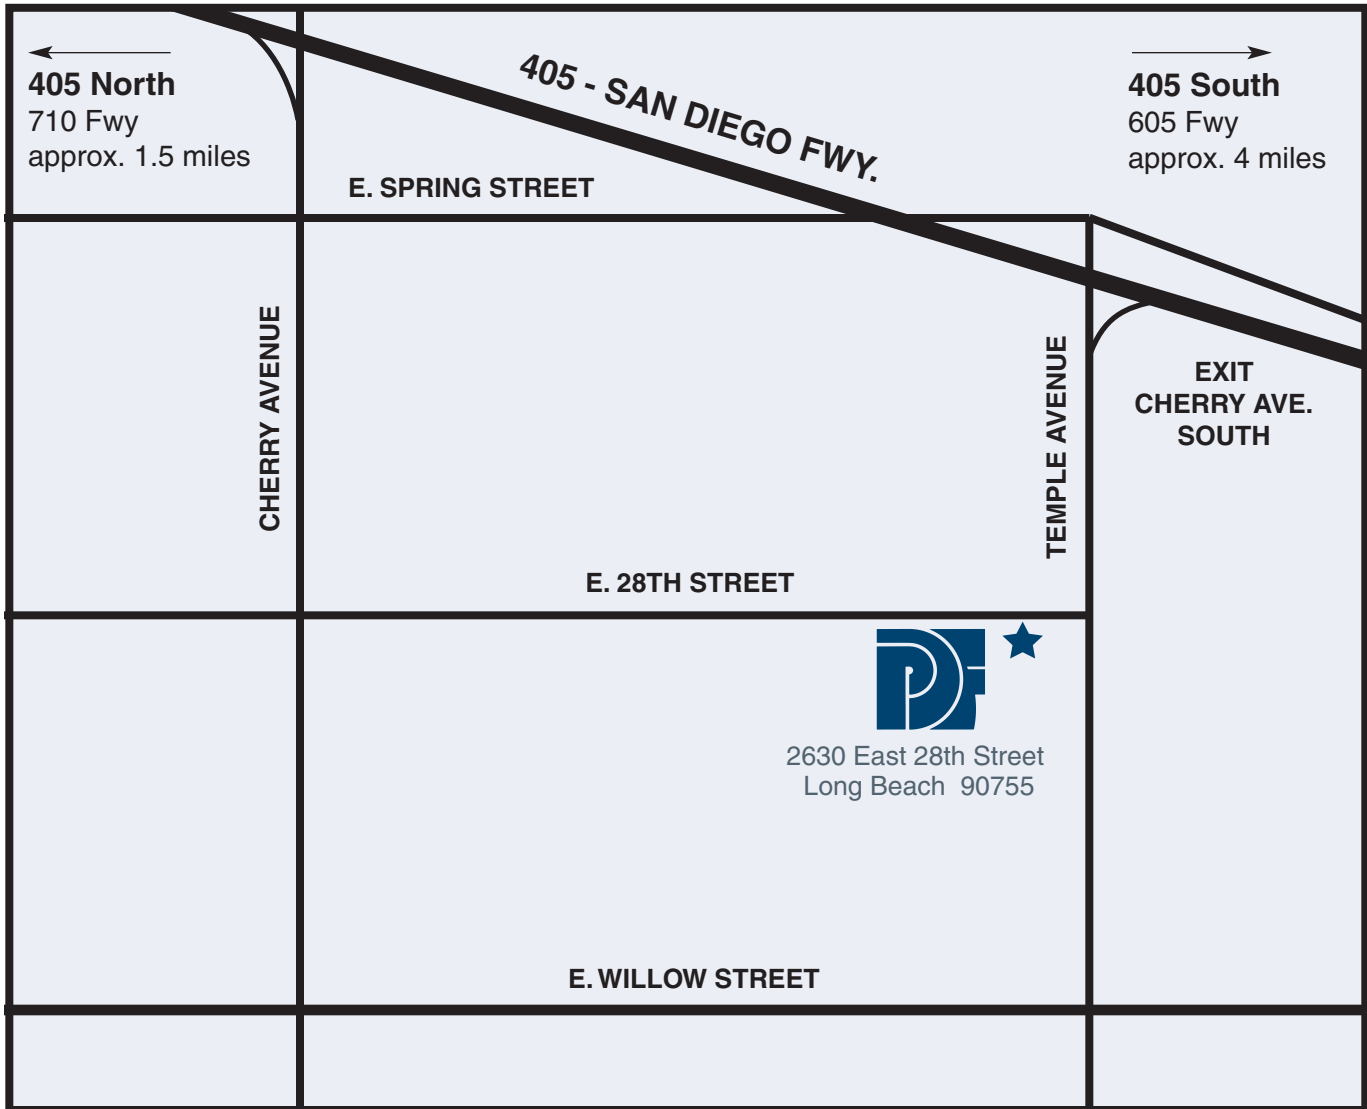 405 North
710 Fwy
approx. 1.5 miles
405 - SAN DIEGO FWY.
405 South
605 Fwy
approx. 4 miles
E. SPRING STREET
CHERRY AVENUE
TEMPLE AVENUE
EXIT
CHERRY AVE.
SOUTH
E. 28TH STREET
PDF
2630 East 28th Street
Long Beach 90755
E. WILLOW STREET